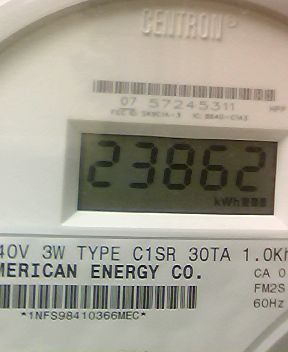 CENTRON
07 57245311
23862
kWh
40V 3W TYPE C1SR 30TA 1.0Kh
MERICAN ENERGY CO.
CA 0
FM2S
60Hz
*1NFS98410366MEC*